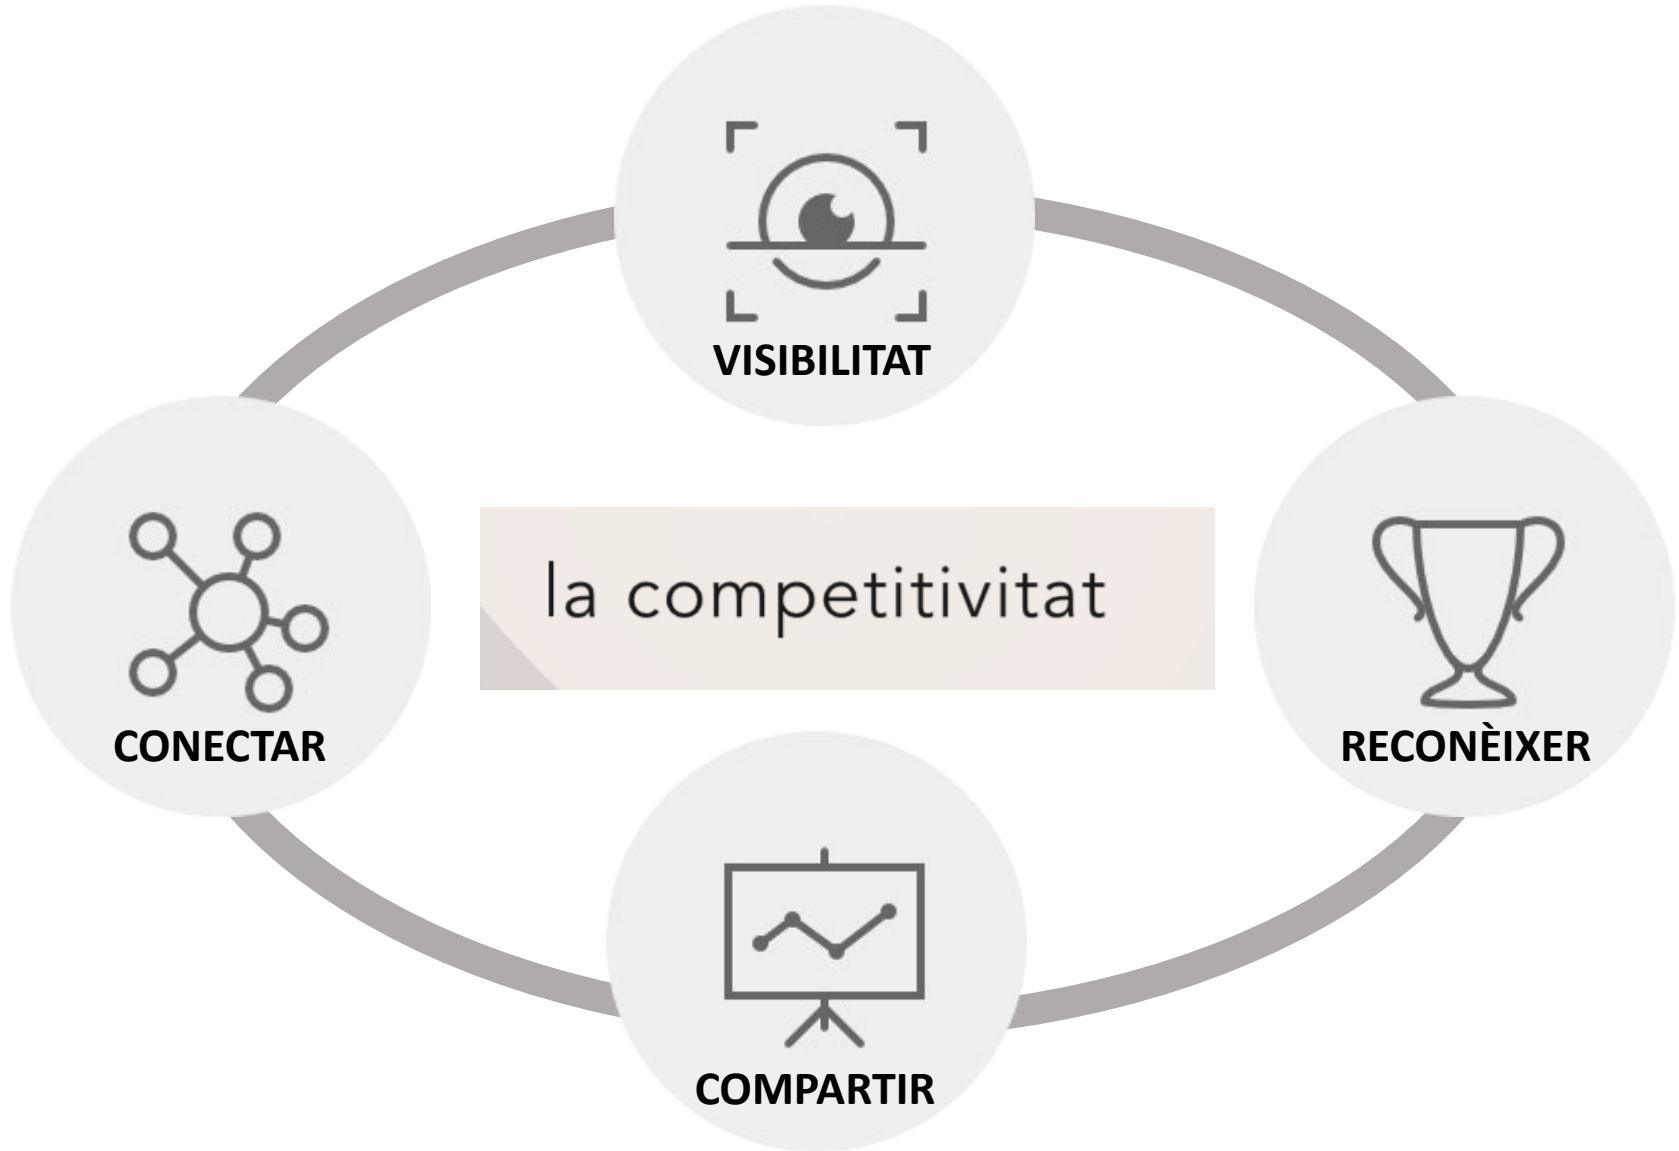 VISIBILITAT
la competitivitat
CONECTAR
RECONÈIXER
COMPARTIR